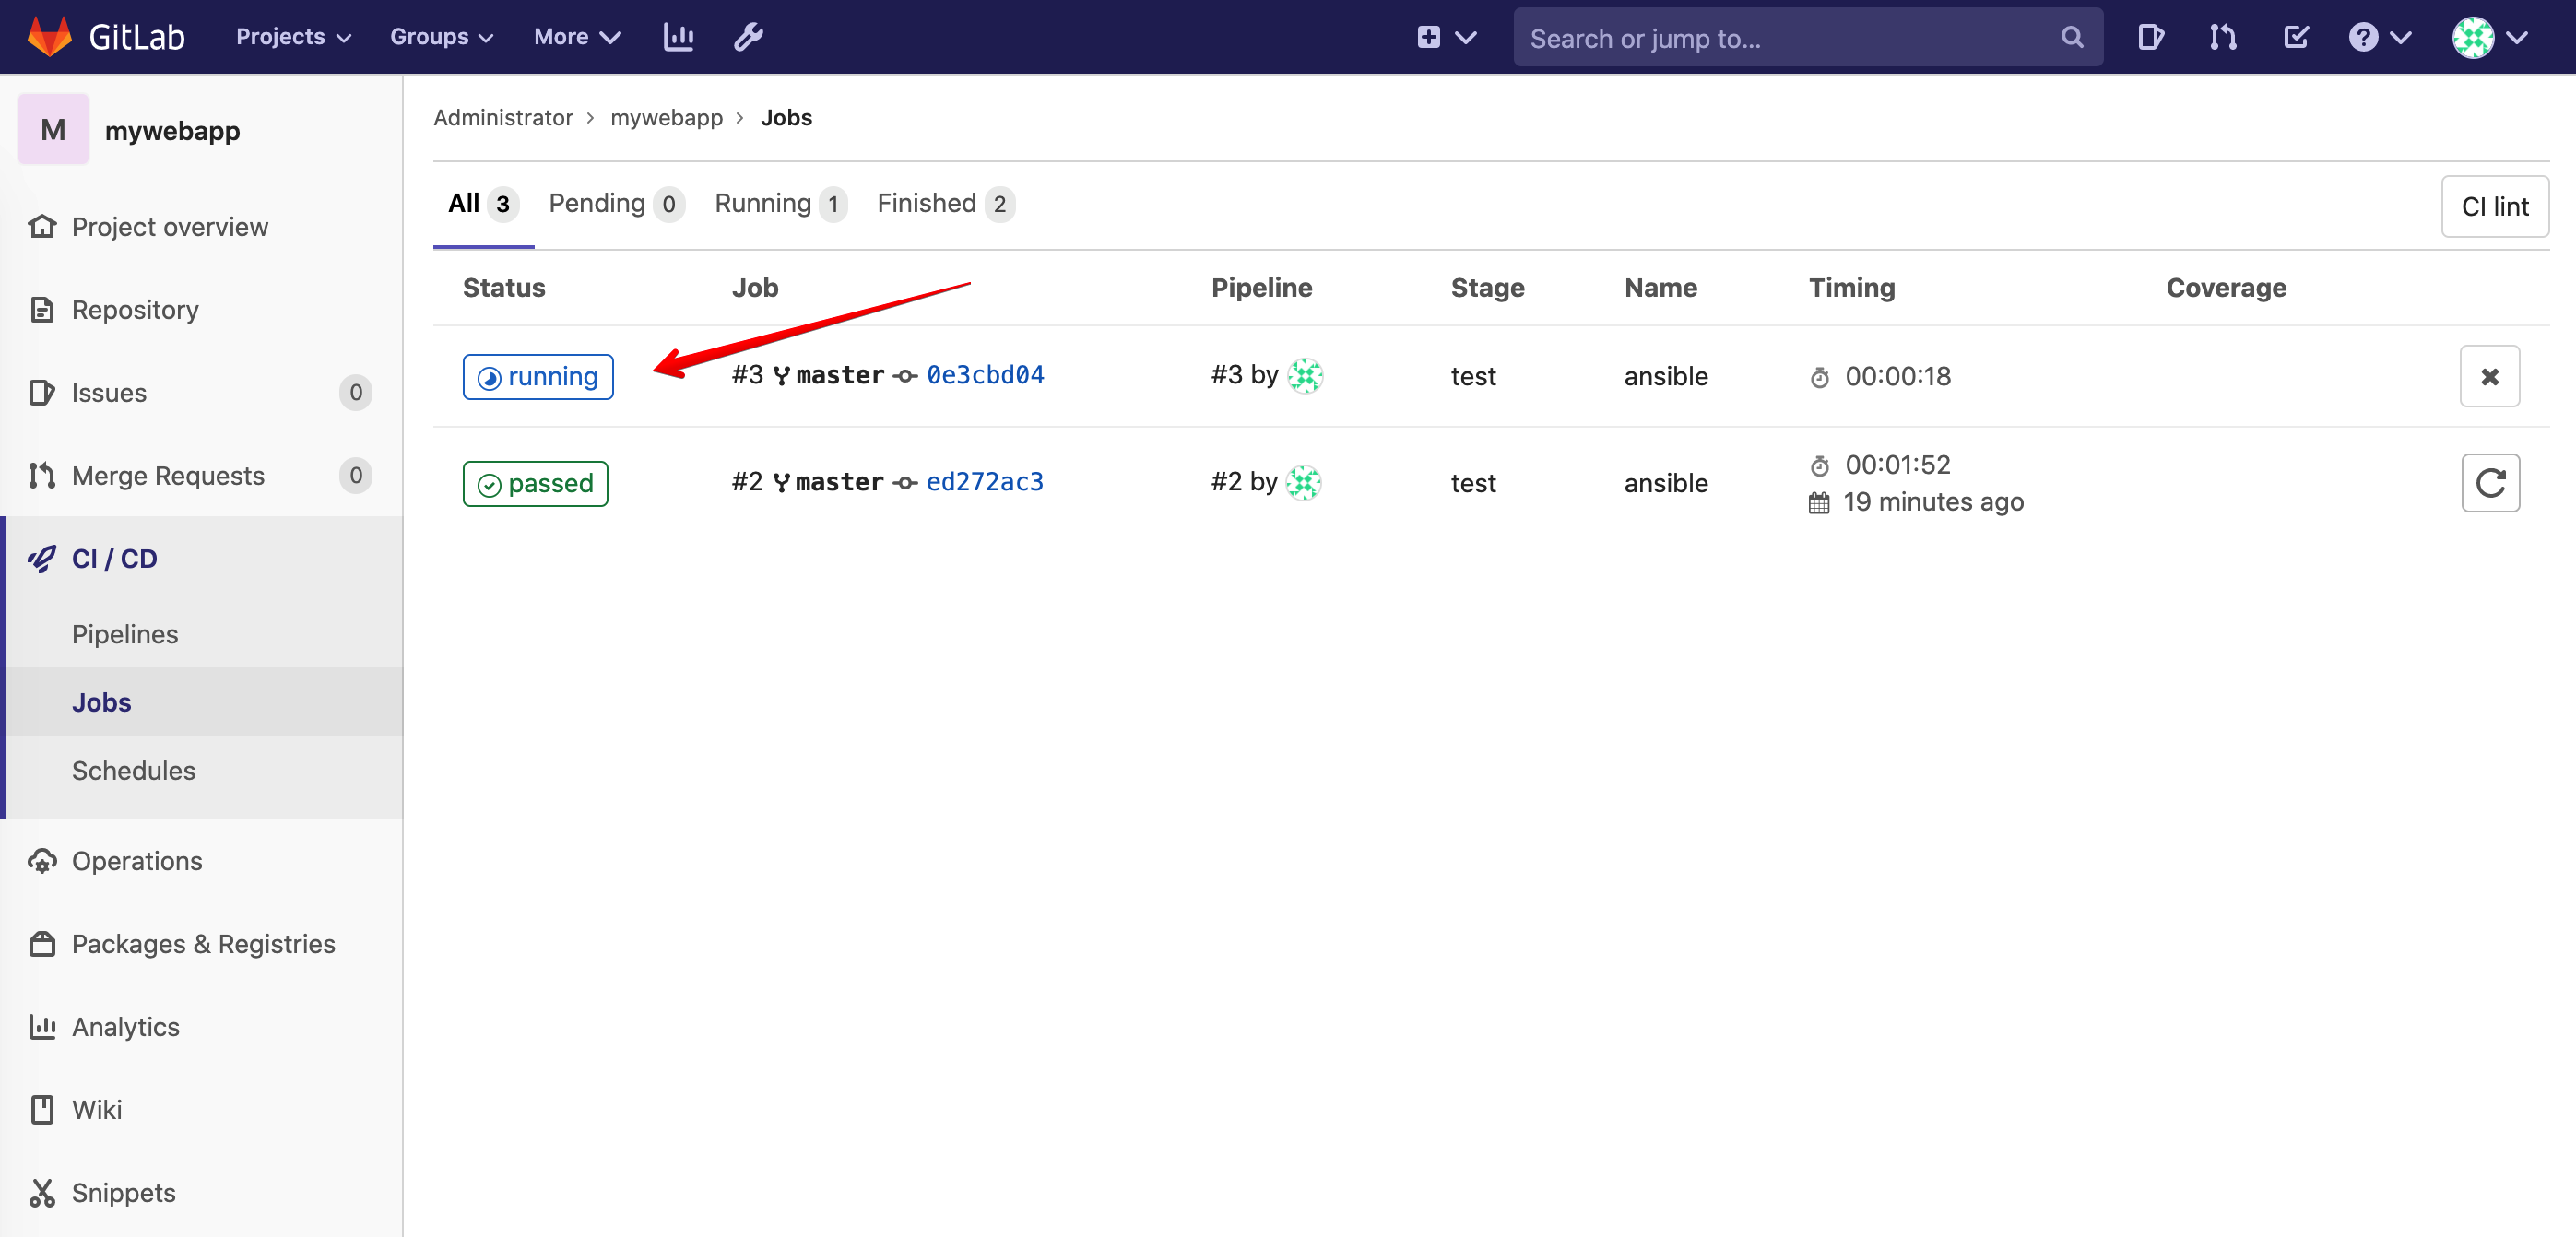 GitLab Projects Groups More Search or jump to...
M mywebapp
Project overview
Repository
Issues 0
Merge Requests 0
CI / CD
Pipelines
Jobs
Schedules
Operations
Packages & Registries
Analytics
Wiki
Snippets
Administrator > mywebapp > Jobs
All 3 Pending 0 Running 1 Finished 2 CI lint
Status Job Pipeline Stage Name Timing Coverage
running #3 master 0e3cbd04 #3 by test ansible 00:00:18
passed #2 master ed272ac3 #2 by test ansible 00:01:52
19 minutes ago